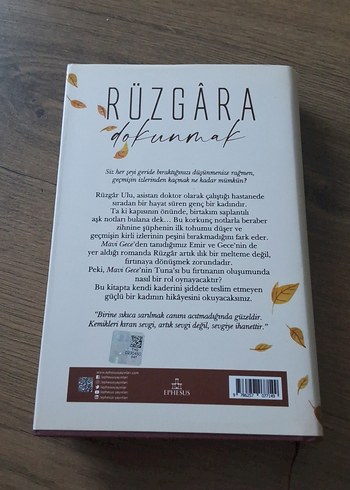 RÜZGÂRA
dokunmak
Siz her şeyi geride bıraktığınızı düşünmenize rağmen,
geçmişin izlerinden kaçmak ne kadar mümkün?
Rüzgâr Ulu, asistan doktor olarak çalıştığı hastanede
sıradan bir hayat süren genç bir kadındır.
Ta ki kapısının önünde, birtakım saplantılı
aşk notları bulana dek... Bu korkunç notlarla beraber
zihnine şüphenin ilk tohumu düşer ve
geçmişin kirli izlerinin peşini bırakmadığını fark eder.
Mavi Gece'den tanıdığımız Emir ve Gece'nin de
yer aldığı romanda Rüzgâr artık ılık bir melteme değil,
fırtınaya dönüşmek zorundadır.
Peki, Mavi Gece'nin Tuna'sı bu fırtınanın oluşumunda
nasıl bir rol oynayacaktır?
Bu kitapta kendi kaderini şiddete teslim etmeyen
güçlü bir kadının hikâyesini okuyacaksınız.
"Birine sıkıca sarılmak canını acıtmadığında güzeldir.
Kemikleri kıran sevgi, artık sevgi değil, sevgiye ihanettir."
EPHESUS